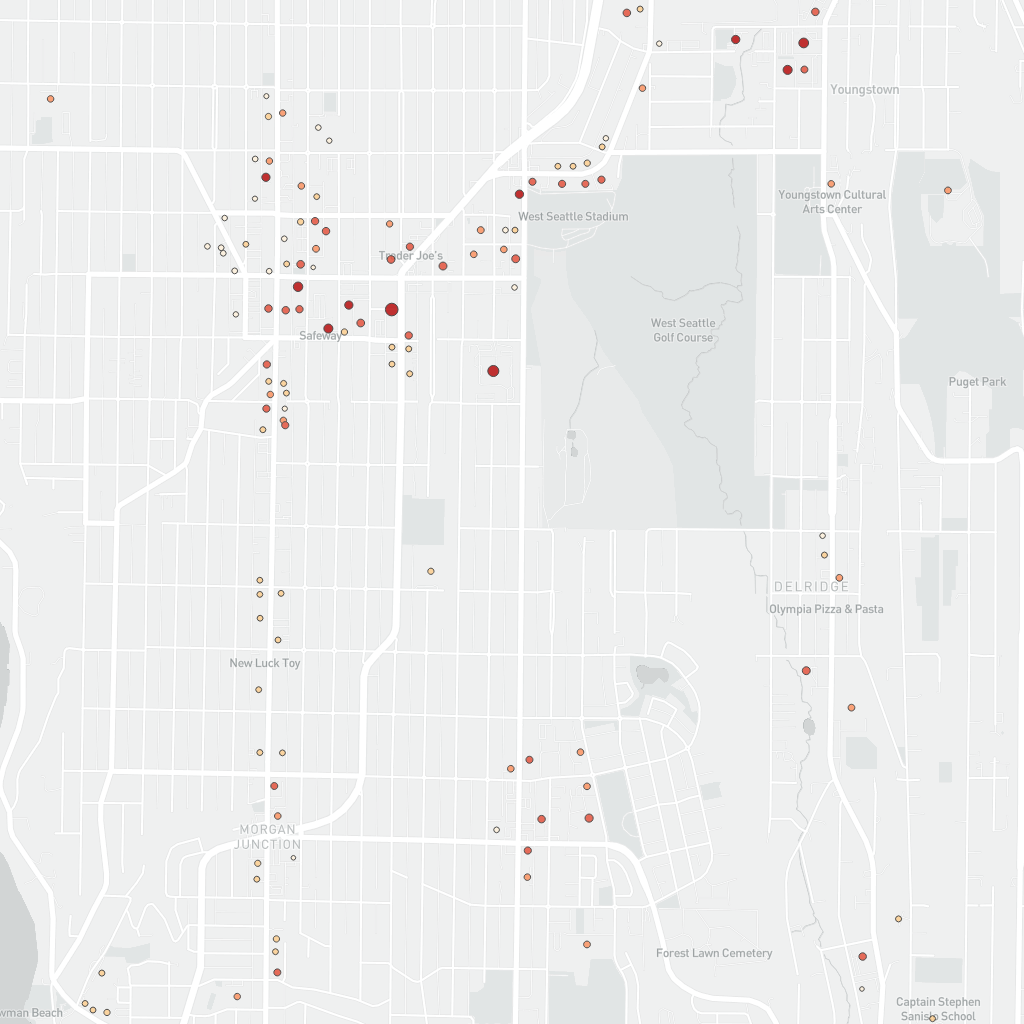 Youngstown
Youngstown Cultural
Arts Center
West Seattle Stadium
Trader Joe's
West Seattle
Golf Course
Safeway
Puget Park
DELRIDGE
Olympia Pizza & Pasta
New Luck Toy
MORGAN
JUNCTION
Forest Lawn Cemetery
Captain Stephen
Sanislo School
wman Beach